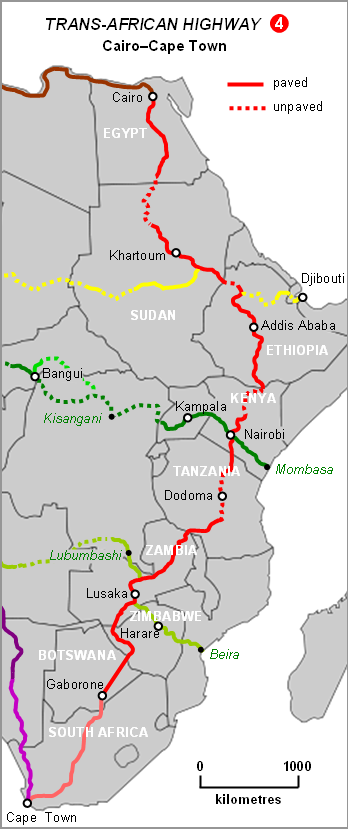 TRANS-AFRICAN HIGHWAY 4
Cairo–Cape Town
paved
unpaved
Cairo
EGYPT
Khartoum
Djibouti
SUDAN
Addis Ababa
ETHIOPIA
Bangui
KENYA
Kampala
Kisangani
Nairobi
TANZANIA
Mombasa
Dodoma
Lubumbashi
ZAMBIA
Lusaka
ZIMBABWE
Harare
BOTSWANA
Beira
Gaborone
SOUTH AFRICA
0 1000
kilometres
Cape Town